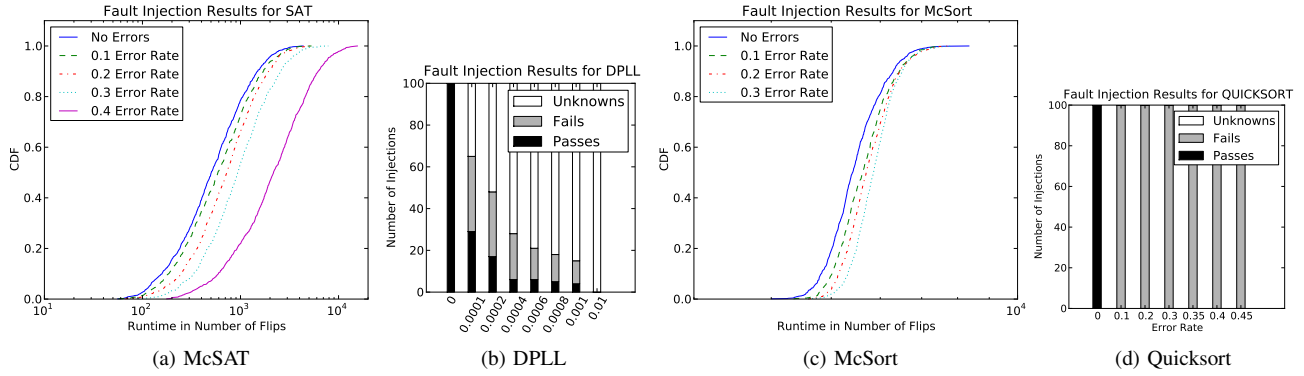 Fault Injection Results for SAT
No Errors
0.1 Error Rate
0.2 Error Rate
0.3 Error Rate
0.4 Error Rate
1.0
0.8
0.6
0.4
0.2
0.0
CDF
10^1
10^2
10^3
10^4
Runtime in Number of Flips
(a) McSAT
Fault Injection Results for DPLL
Unknowns
Fails
Passes
100
80
60
40
20
0
Number of Injections
0
0.0001
0.0002
0.0004
0.0006
0.0008
0.001
0.01
(b) DPLL
Fault Injection Results for McSort
No Errors
0.1 Error Rate
0.2 Error Rate
0.3 Error Rate
1.0
0.8
0.6
0.4
0.2
0.0
CDF
10^4
Runtime in Number of Flips
(c) McSort
Fault Injection Results for QUICKSORT
Unknowns
Fails
Passes
100
80
60
40
20
0
Number of Injections
0
0.1
0.2
0.3
0.35
0.4
0.45
Error Rate
(d) Quicksort